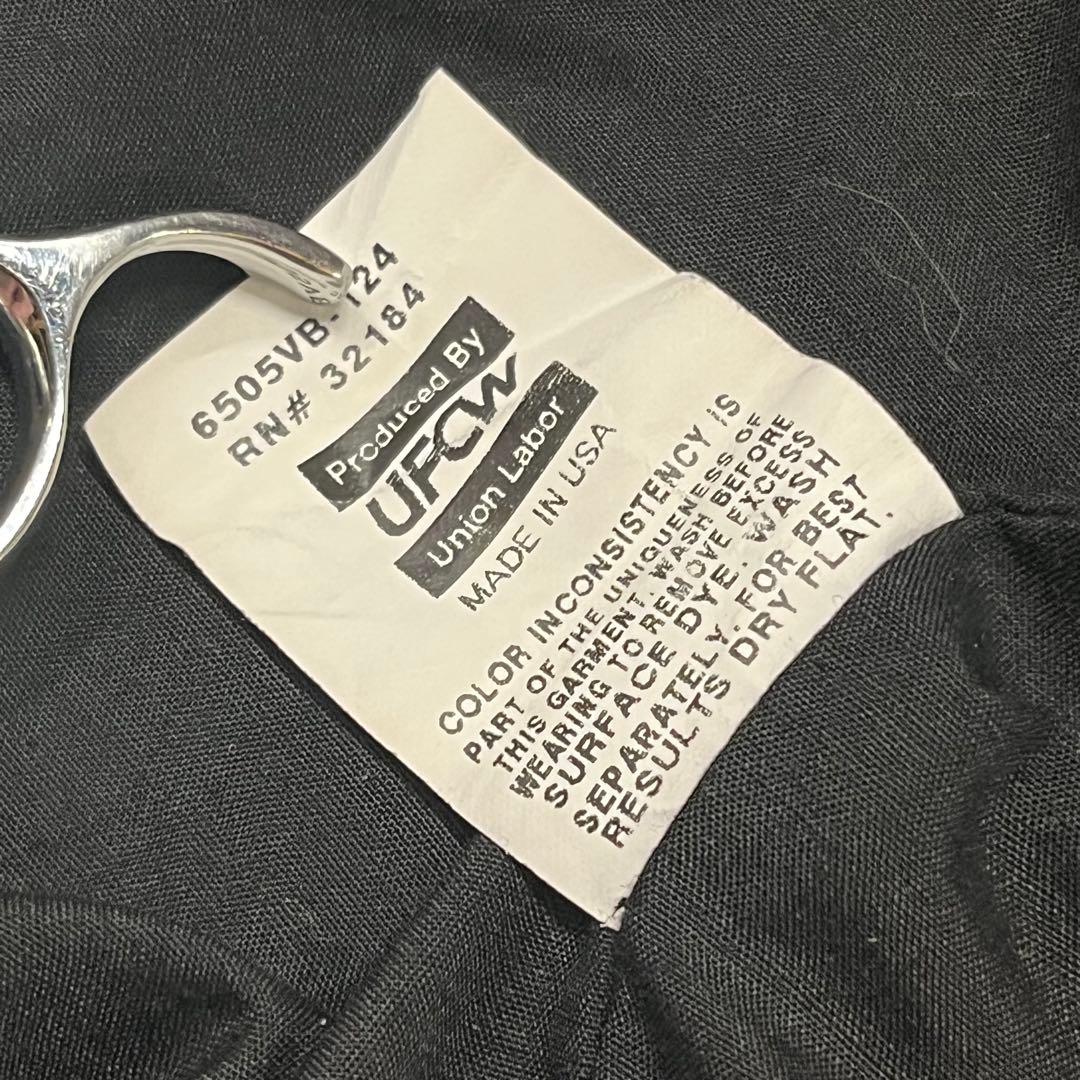 6505VB-124
RN# 32184
Produced By
UFCW
Union Labor
MADE IN USA
COLOR INCONSISTENCY IS
PART OF THE UNIQUENESS OF
THIS GARMENT. WASH BEFORE
WEARING TO REMOVE EXCESS
SURFACE DYE. WASH
SEPARATELY. FOR BEST
RESULTS DRY FLAT.